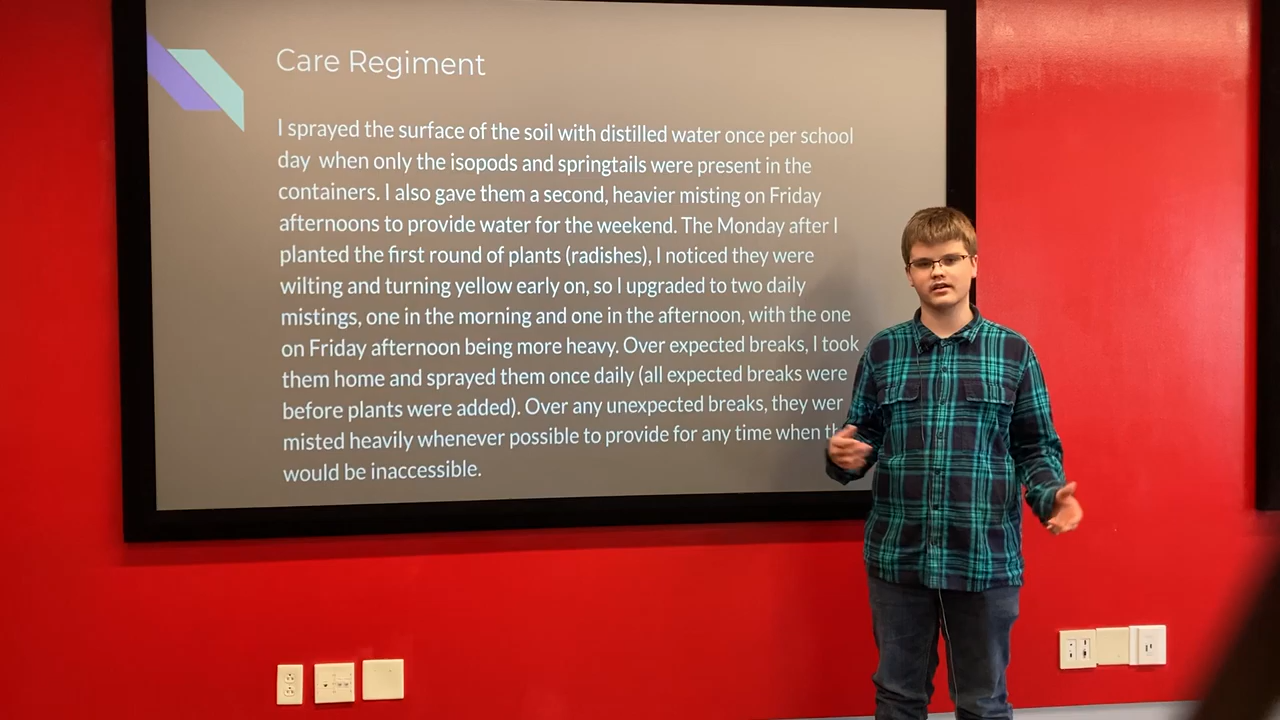 Care Regiment
I sprayed the surface of the soil with distilled water once per school
day when only the isopods and springtails were present in the
containers. I also gave them a second, heavier misting on Friday
afternoons to provide water for the weekend. The Monday after I
planted the first round of plants (radishes), I noticed they were
wilting and turning yellow early on, so I upgraded to two daily
mistings, one in the morning and one in the afternoon, with the one
on Friday afternoon being more heavy. Over expected breaks, I took
them home and sprayed them once daily (all expected breaks were
before plants were added). Over any unexpected breaks, they
misted heavily whenever possible to provide for any time when
would be inaccessible.